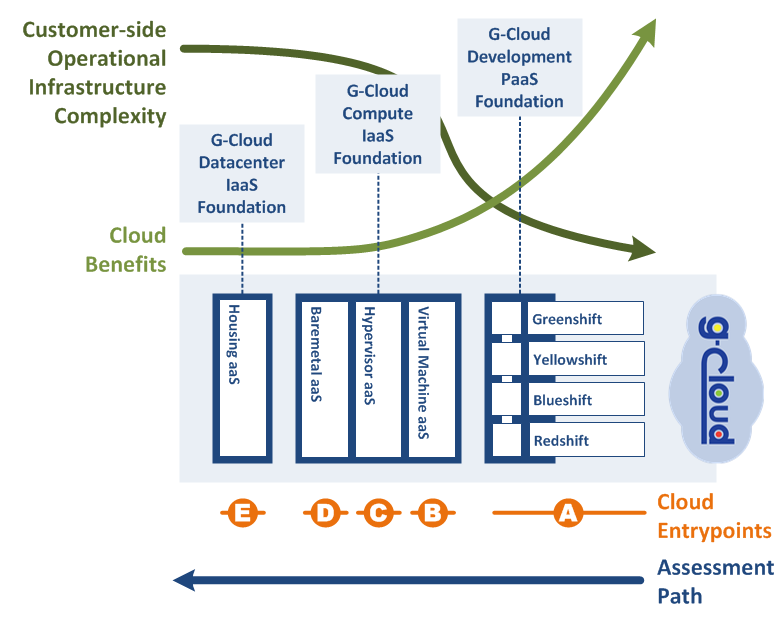 Customer-side
Operational
Infrastructure
Complexity
G-Cloud
Development
PaaS
Foundation
G-Cloud
Compute
IaaS
Foundation
G-Cloud
Datacenter
IaaS
Foundation
Cloud
Benefits
Housing aaS
Baremetal aaS
Hypervisor aaS
Virtual Machine aaS
Greenshift
Yellowshift
Blueshift
Redshift
g-Cloud
E
D
C
B
A
Cloud
Entrypoints
Assessment
Path